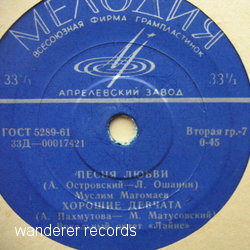 МЕЛОДИЯ
ВСЕСОЮЗНАЯ ФИРМА ГРАМПЛАСТИНОК
33⅓ 33⅓
АПРЕЛЕВСКИЙ ЗАВОД
ГОСТ 5289-61 Вторая гр.-7
33Д—00017421 0-45
ПЕСНЯ ЛЮБВИ
(А. Островский—Л. Ошанин)
Муслим Магомаев
ХОРОШИЕ ДЕВЧАТА
(А. Пахмутова— М. Матусовский)
wanderer records